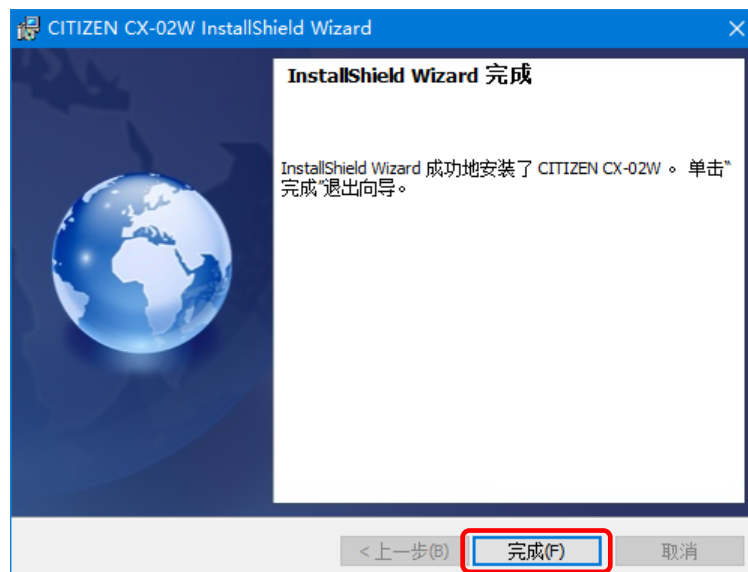 CITIZEN CX-02W InstallShield Wizard
InstallShield Wizard 完成
InstallShield Wizard 成功地安装了 CITIZEN CX-02W 。 单击“
完成”退出向导。
<上一步(B)
完成(F)
取消